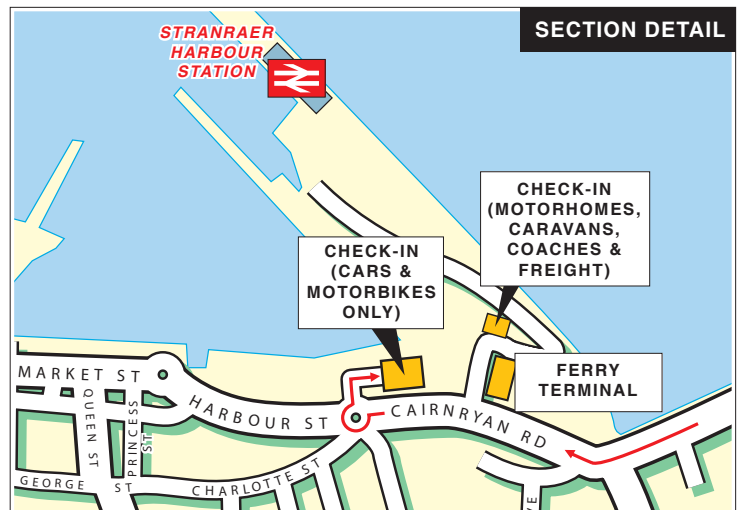 SECTION DETAIL
STRANRAER
HARBOUR
STATION
CHECK-IN
(MOTORHOMES,
CARAVANS,
COACHES &
FREIGHT)
CHECK-IN
(CARS &
MOTORBIKES
ONLY)
FERRY
TERMINAL
MARKET ST
HARBOUR ST
CAIRNRYAN RD
QUEEN ST
PRINCESS
ST
GEORGE ST
CHARLOTTE ST